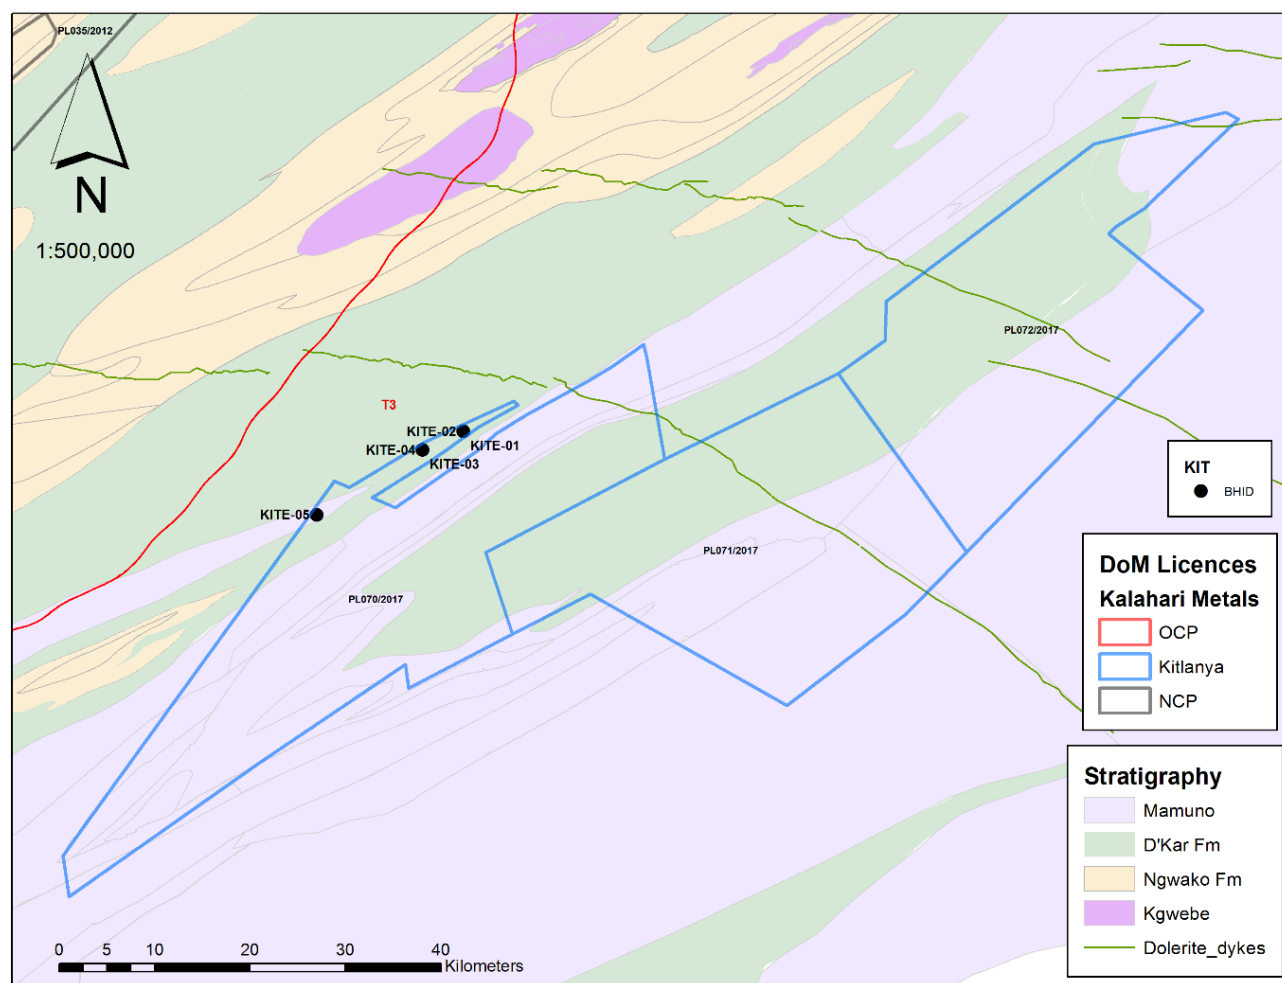 PL035/2012
N
1:500,000
PL072/2017
T3
KITE-02
KITE-01
KITE-04
KITE-03
KITE-05
PL071/2017
PL070/2017
KIT
BHID
DoM Licences
Kalahari Metals
OCP
Kitlanya
NCP
Stratigraphy
Mamuno
D'Kar Fm
Ngwako Fm
Kgwebe
Dolerite_dykes
0 5 10 20 30 40
Kilometers